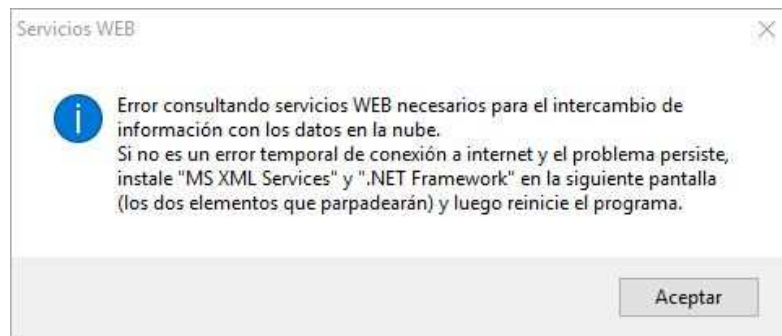 Servicios WEB
Error consultando servicios WEB necesarios para el intercambio de
información con los datos en la nube.
Si no es un error temporal de conexión a internet y el problema persiste,
instale "MS XML Services" y ".NET Framework" en la siguiente pantalla
(los dos elementos que parpadearán) y luego reinicie el programa.
Aceptar